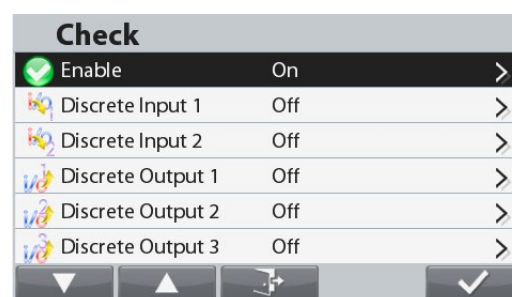 Check
Enable On
Discrete Input 1 Off
Discrete Input 2 Off
Discrete Output 1 Off
Discrete Output 2 Off
Discrete Output 3 Off